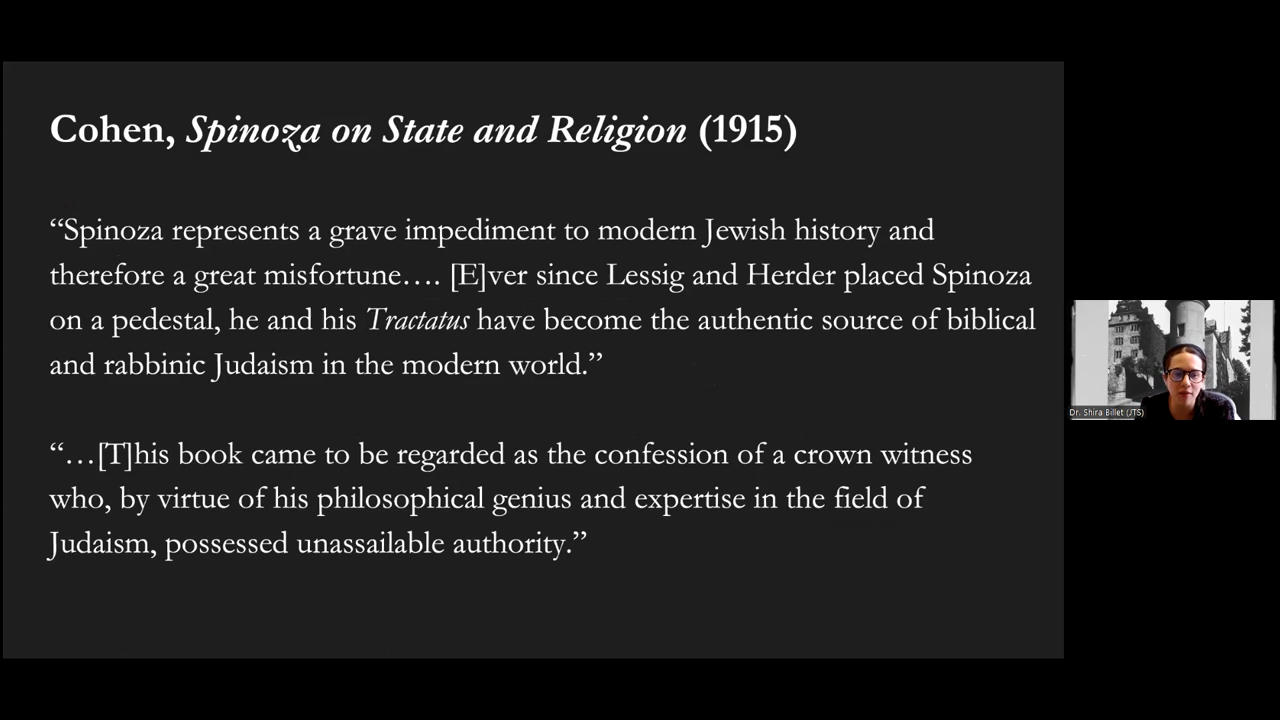 Cohen, Spinoza on State and Religion (1915)
“Spinoza represents a grave impediment to modern Jewish history and
therefore a great misfortune…. [E]ver since Lessig and Herder placed Spinoza
on a pedestal, he and his Tractatus have become the authentic source of biblical
and rabbinic Judaism in the modern world.”
“…[T]his book came to be regarded as the confession of a crown witness
who, by virtue of his philosophical genius and expertise in the field of
Judaism, possessed unassailable authority.”
Dr. Shira Billet (JTS)